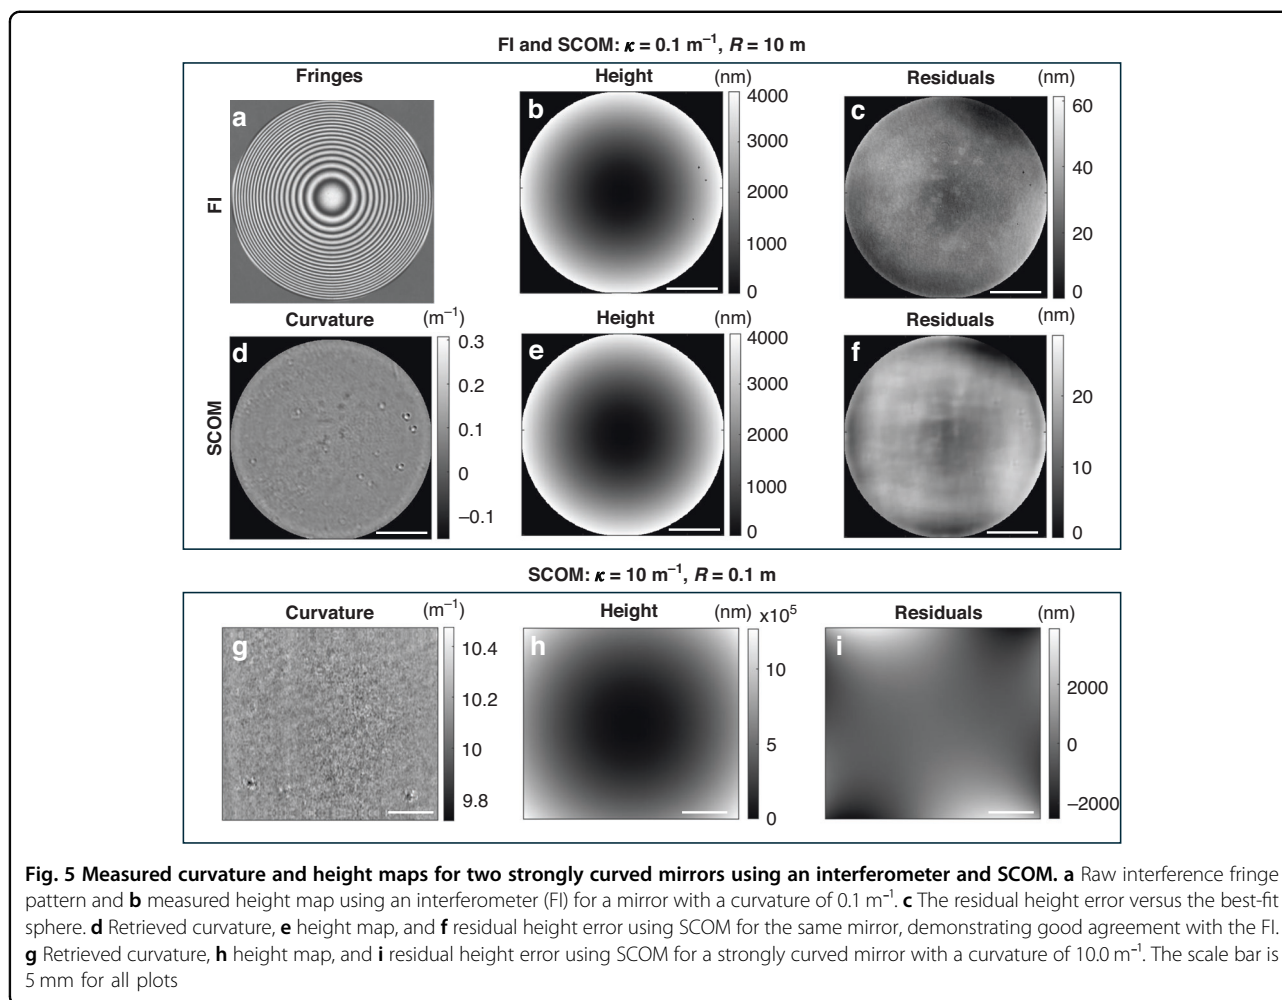 FI and SCOM: κ = 0.1 m⁻¹, R = 10 m
Fringes
Height
(nm)
Residuals
(nm)
a
b
c
FI
4000
3000
2000
1000
0
60
40
20
0
Curvature
(m⁻¹)
Height
(nm)
Residuals
(nm)
d
e
f
SCOM
0.3
0.2
0.1
0
–0.1
4000
3000
2000
1000
0
20
10
0
SCOM: κ = 10 m⁻¹, R = 0.1 m
Curvature
(m⁻¹)
Height
(nm) x10⁵
Residuals
(nm)
g
h
i
10.4
10.2
10
9.8
10
5
0
2000
0
–2000
Fig. 5 Measured curvature and height maps for two strongly curved mirrors using an interferometer and SCOM. a Raw interference fringe
pattern and b measured height map using an interferometer (FI) for a mirror with a curvature of 0.1 m⁻¹. c The residual height error versus the best-fit
sphere. d Retrieved curvature, e height map, and f residual height error using SCOM for the same mirror, demonstrating good agreement with the FI.
g Retrieved curvature, h height map, and i residual height error using SCOM for a strongly curved mirror with a curvature of 10.0 m⁻¹. The scale bar is
5 mm for all plots